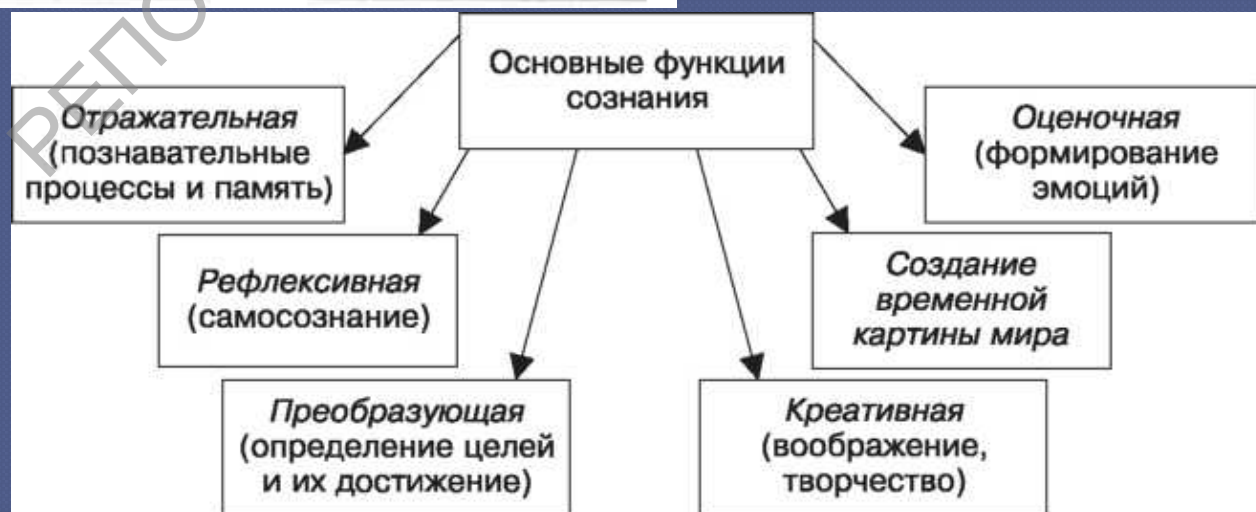 РЕПО
Основные функции
сознания
Отражательная
(познавательные
процессы и память)
Оценочная
(формирование
эмоций)
Рефлексивная
(самосознание)
Создание
временной
картины мира
Преобразующая
(определение целей
и их достижение)
Креативная
(воображение,
творчество)